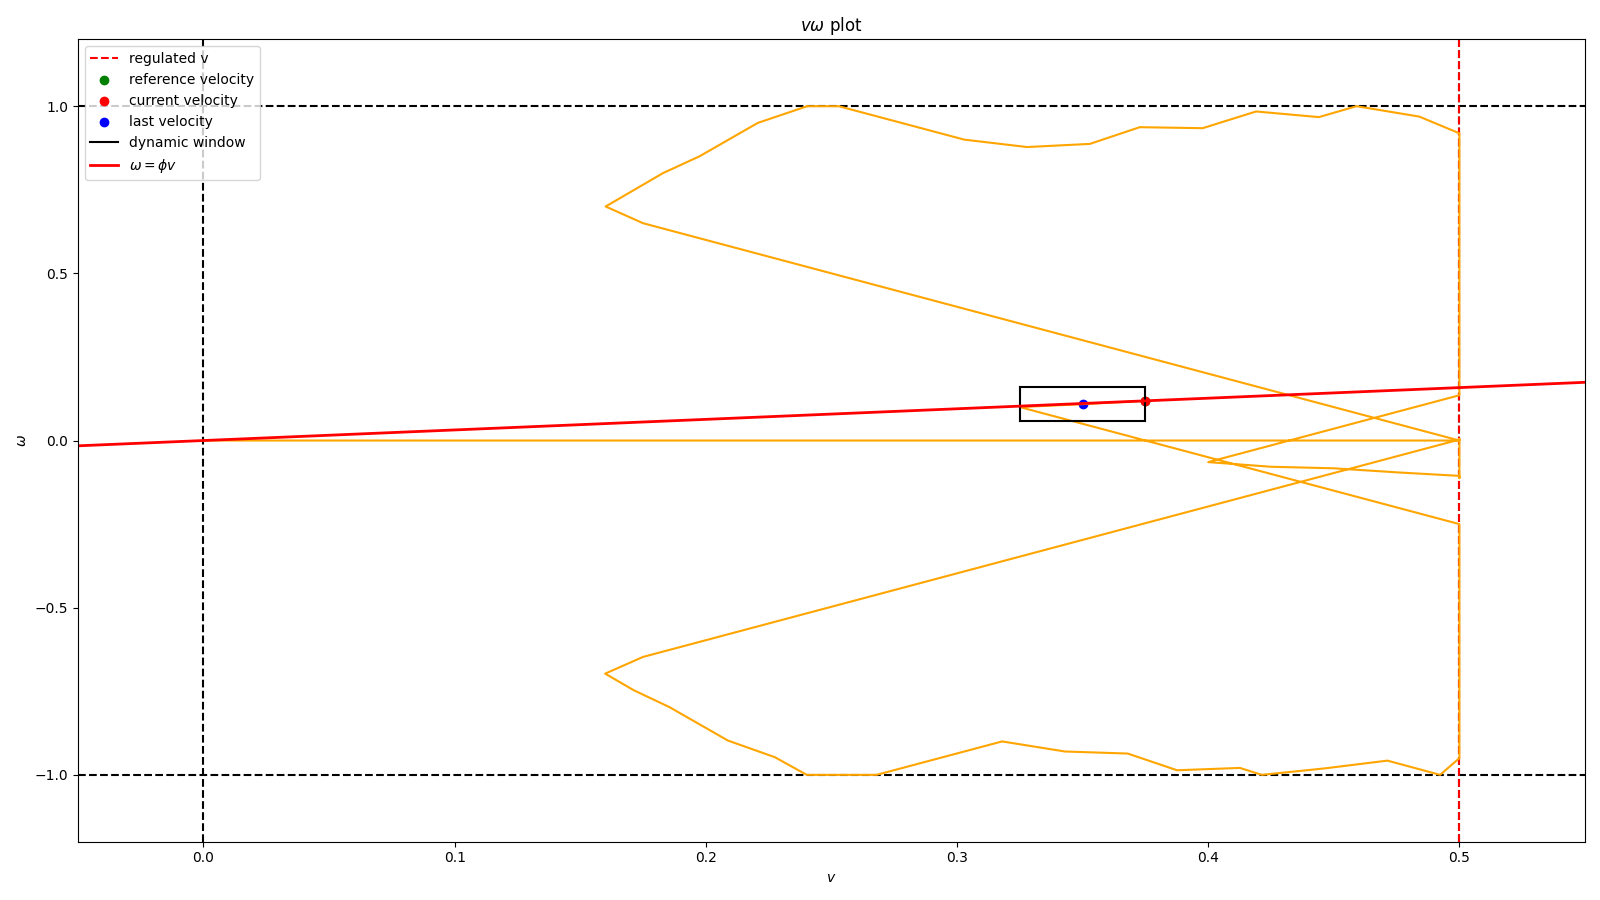 vω plot
regulated v
reference velocity
current velocity
last velocity
dynamic window
ω = ϕv
1.0
0.5
0.0
−0.5
−1.0
ω
0.0 0.1 0.2 0.3 0.4 0.5
v